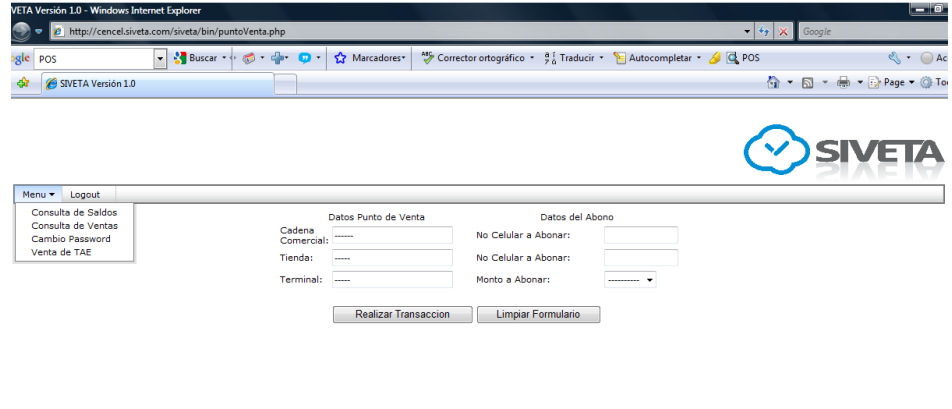 VETA Versión 1.0 - Windows Internet Explorer
http://cencel.siveta.com/siveta/bin/puntoVenta.php
Google
gle POS Buscar Marcadores Corrector ortográfico Traducir Autocompletar POS Ac
SIVETA Versión 1.0 Page Too
SIVETA
Menu Logout
Consulta de Saldos
Consulta de Ventas
Cambio Password
Venta de TAE
Datos Punto de Venta Datos del Abono
Cadena Comercial: ------ No Celular a Abonar:
Tienda: ----- No Celular a Abonar:
Terminal: ----- Monto a Abonar: ----------
Realizar Transaccion Limpiar Formulario